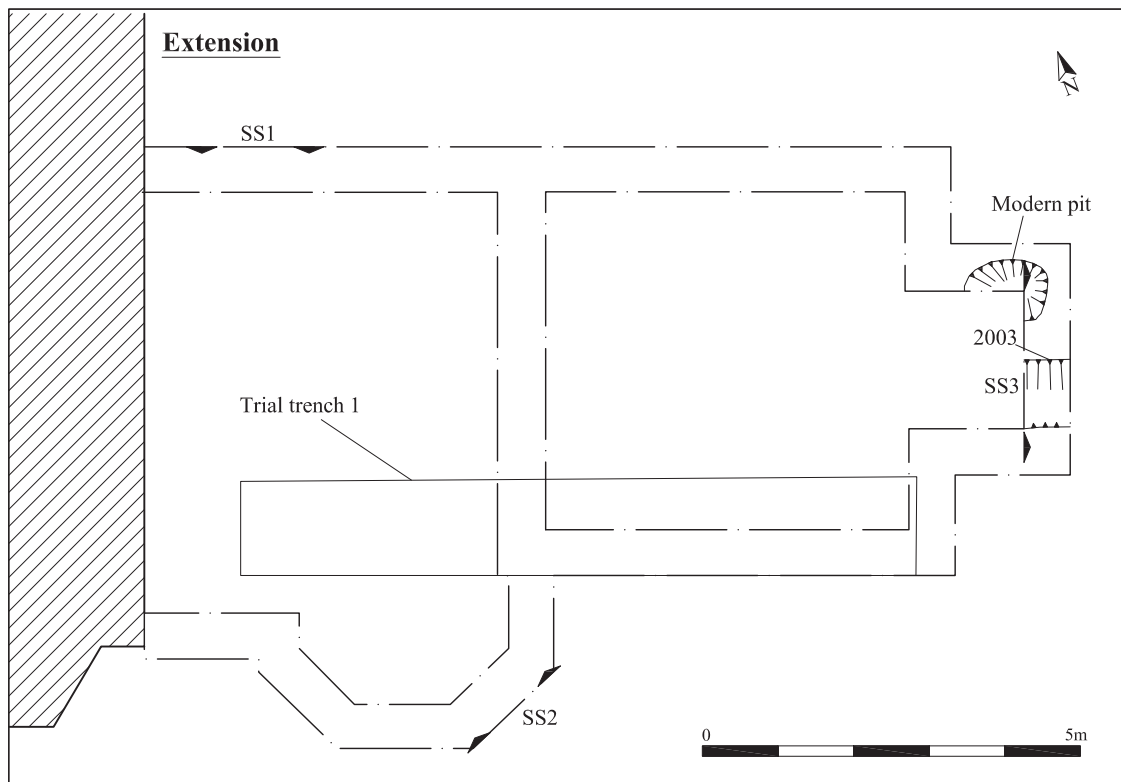 Extension
N
SS1
Modern pit
2003
SS3
Trial trench 1
SS2
0 5m